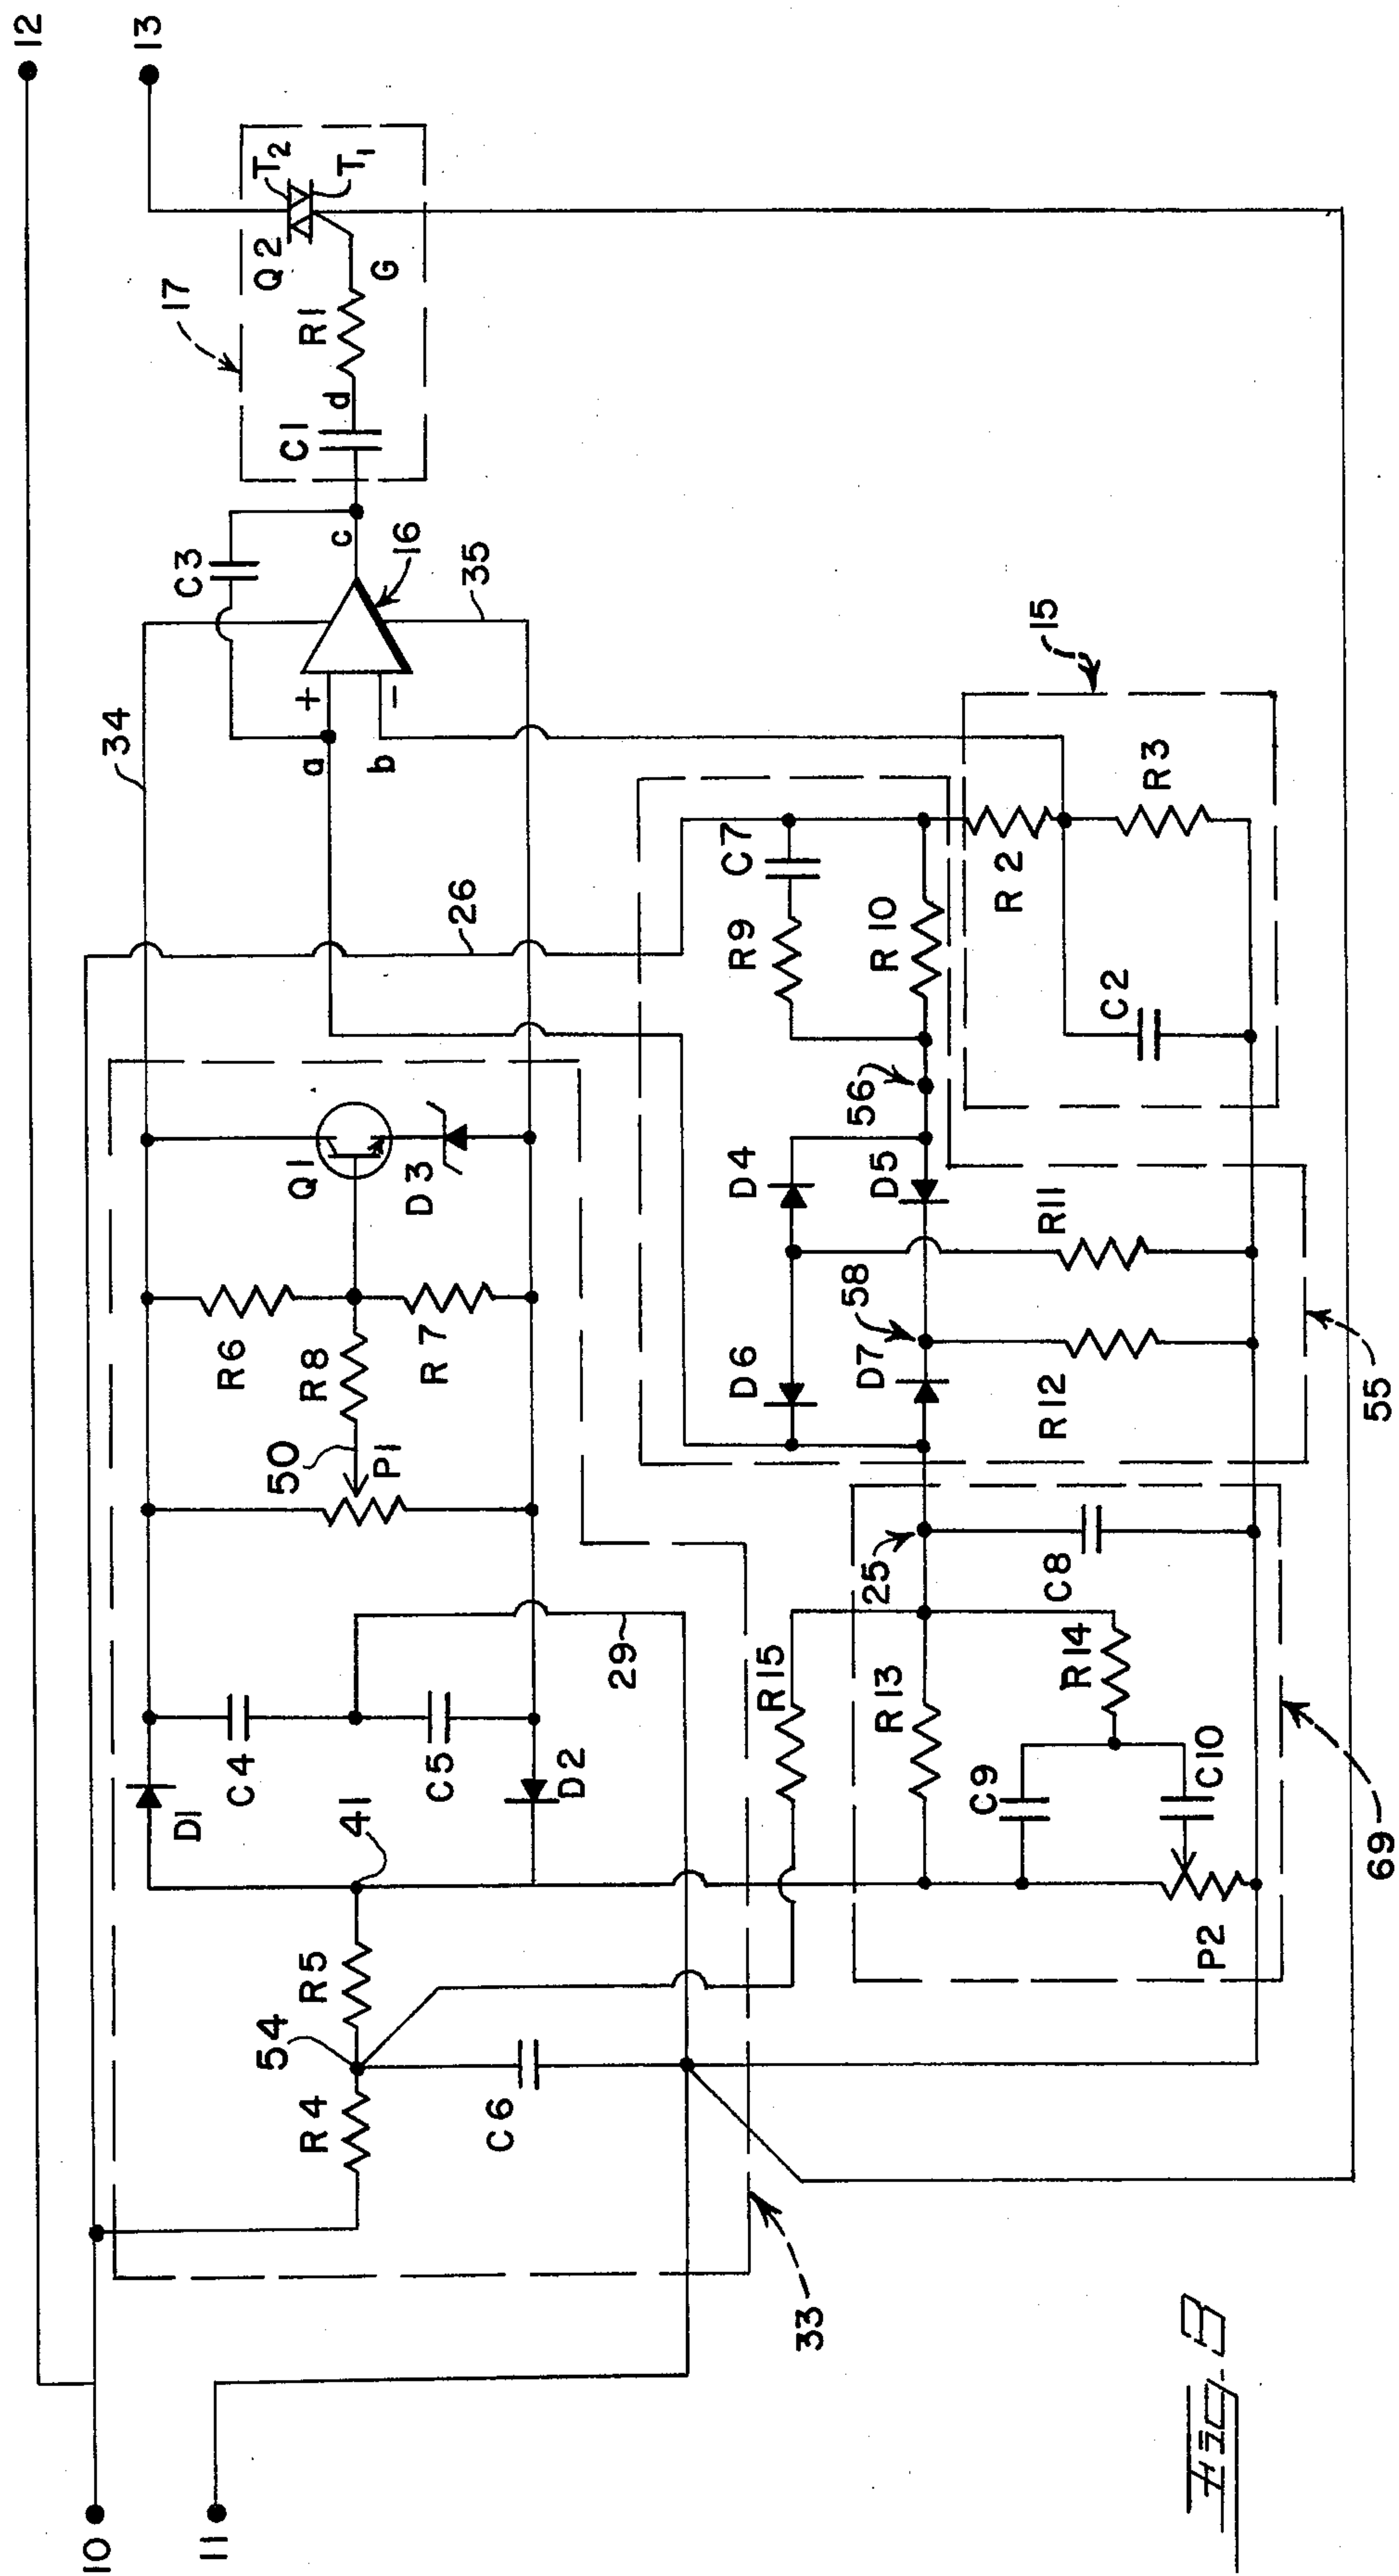 12
13
T2
T1
Q2
G
17
R1
d
C1
C3
c
16
35
34
+
a
b
-
15
26
C7
R9
R10
R2
R3
C2
56
Q1
D3
D4
D5
R11
58
R6
R8
R7
50
P1
D6
D7
R12
55
25
C8
29
R15
R13
R14
C4
C5
D1
D2
41
C9
C10
69
R5
P2
54
R4
C6
33
10
11
Fig-3